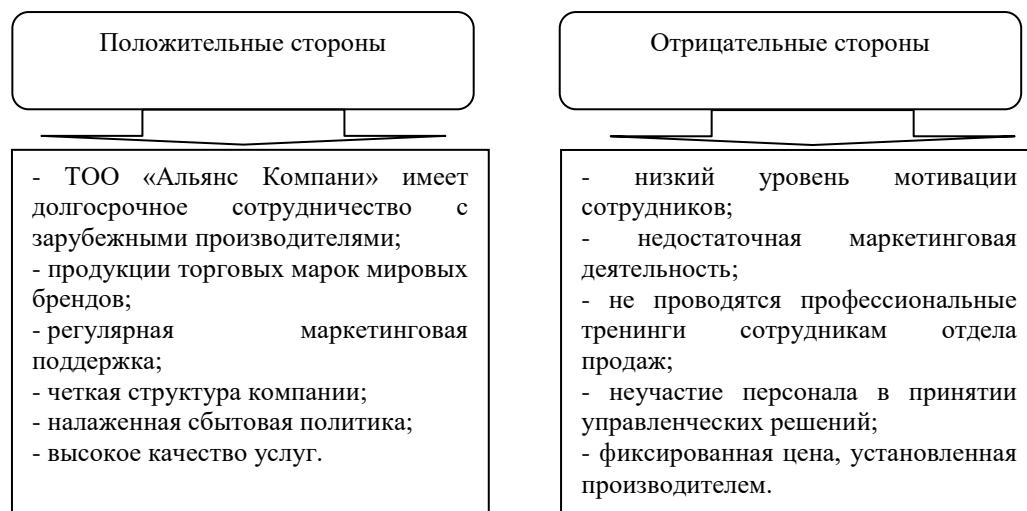 Положительные стороны
- ТОО «Альянс Компани» имеет
долгосрочное сотрудничество с
зарубежными производителями;
- продукции торговых марок мировых
брендов;
- регулярная маркетинговая
поддержка;
- четкая структура компании;
- налаженная сбытовая политика;
- высокое качество услуг.
Отрицательные стороны
- низкий уровень мотивации
сотрудников;
- недостаточная маркетинговая
деятельность;
- не проводятся профессиональные
тренинги сотрудникам отдела
продаж;
- неучастие персонала в принятии
управленческих решений;
- фиксированная цена, установленная
производителем.